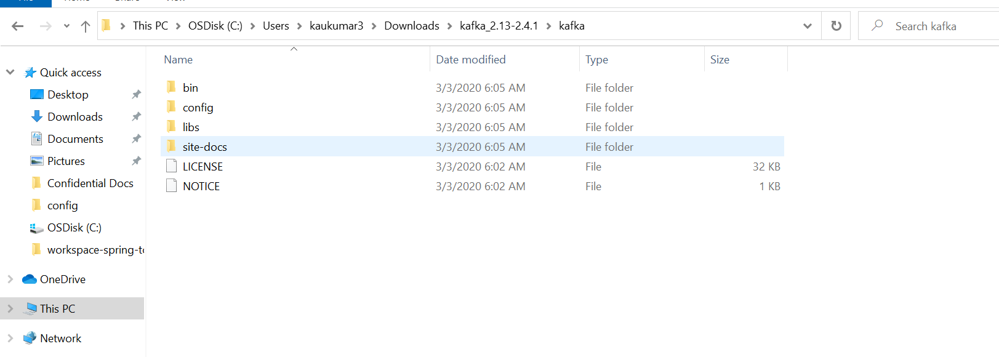 This PC > OSDisk (C:) > Users > kaukumar3 > Downloads > kafka_2.13-2.4.1 > kafka
Search kafka
Name Date modified Type Size
Quick access
Desktop
Downloads
Documents
Pictures
Confidential Docs
config
OSDisk (C:)
workspace-spring-to
OneDrive
This PC
Network
bin 3/3/2020 6:05 AM File folder
config 3/3/2020 6:05 AM File folder
libs 3/3/2020 6:05 AM File folder
site-docs 3/3/2020 6:05 AM File folder
LICENSE 3/3/2020 6:02 AM File 32 KB
NOTICE 3/3/2020 6:02 AM File 1 KB